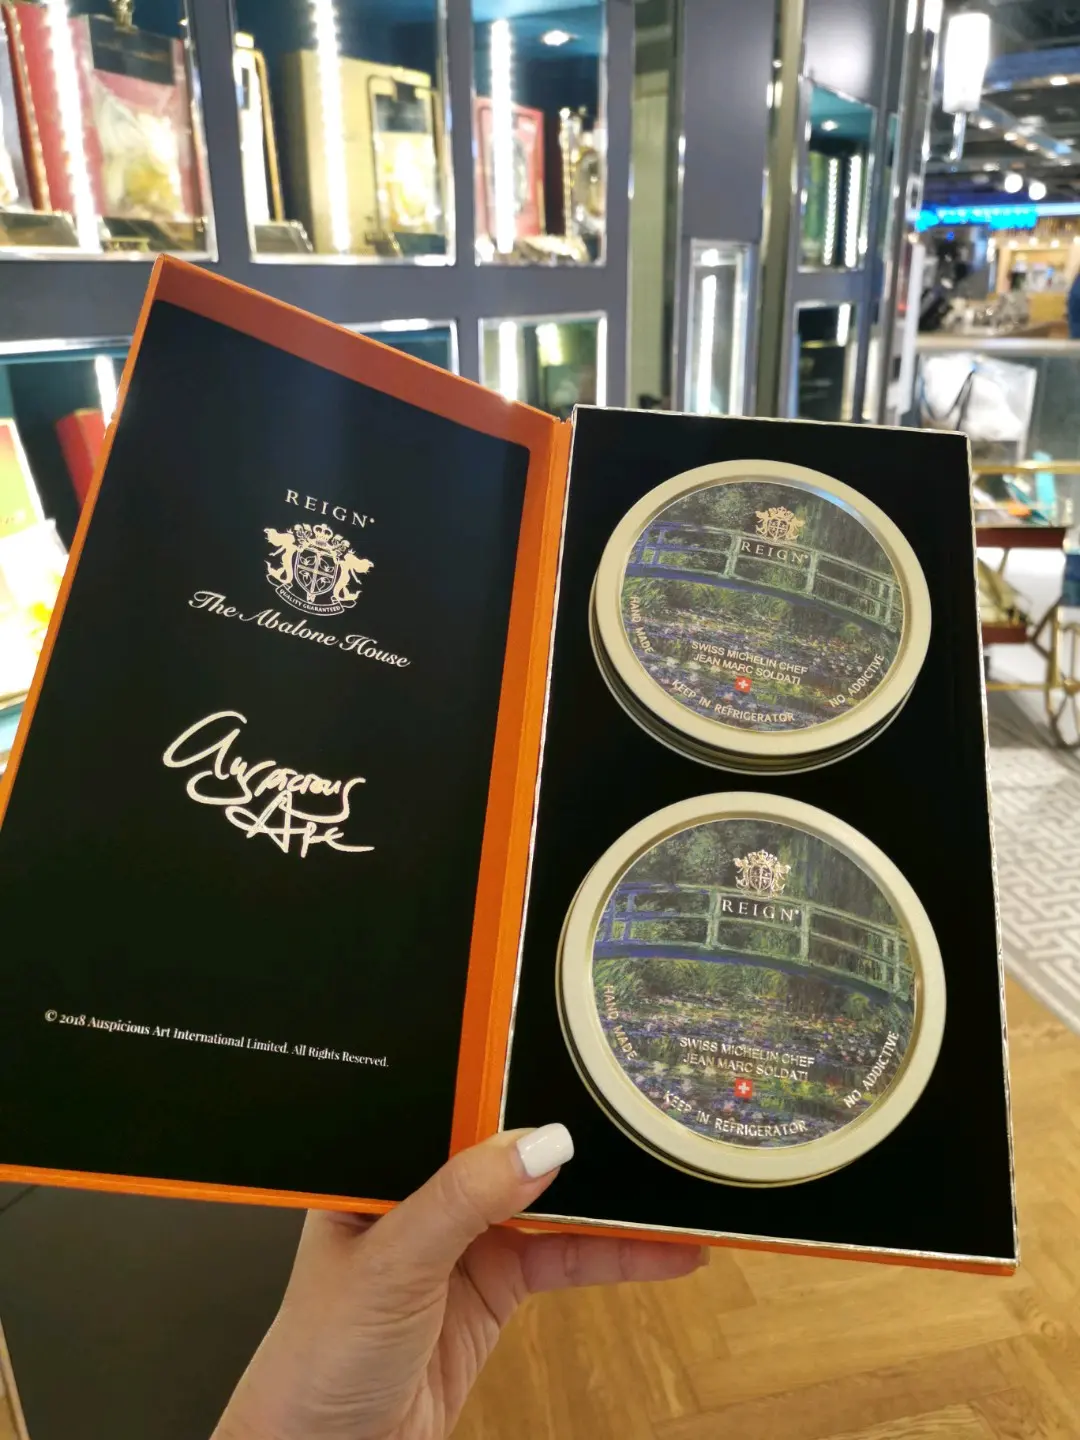 REIGN®
QUALITY GUARANTEED
The Abalone House
Auspicious
Art
© 2018 Auspicious Art International Limited. All Rights Reserved.
REIGN®
HAND MADE
SWISS MICHELIN CHEF
JEAN MARC SOLDATI
KEEP IN REFRIGERATOR
NO ADDICTIVE
REIGN®
HAND MADE
SWISS MICHELIN CHEF
JEAN MARC SOLDATI
KEEP IN REFRIGERATOR
NO ADDICTIVE